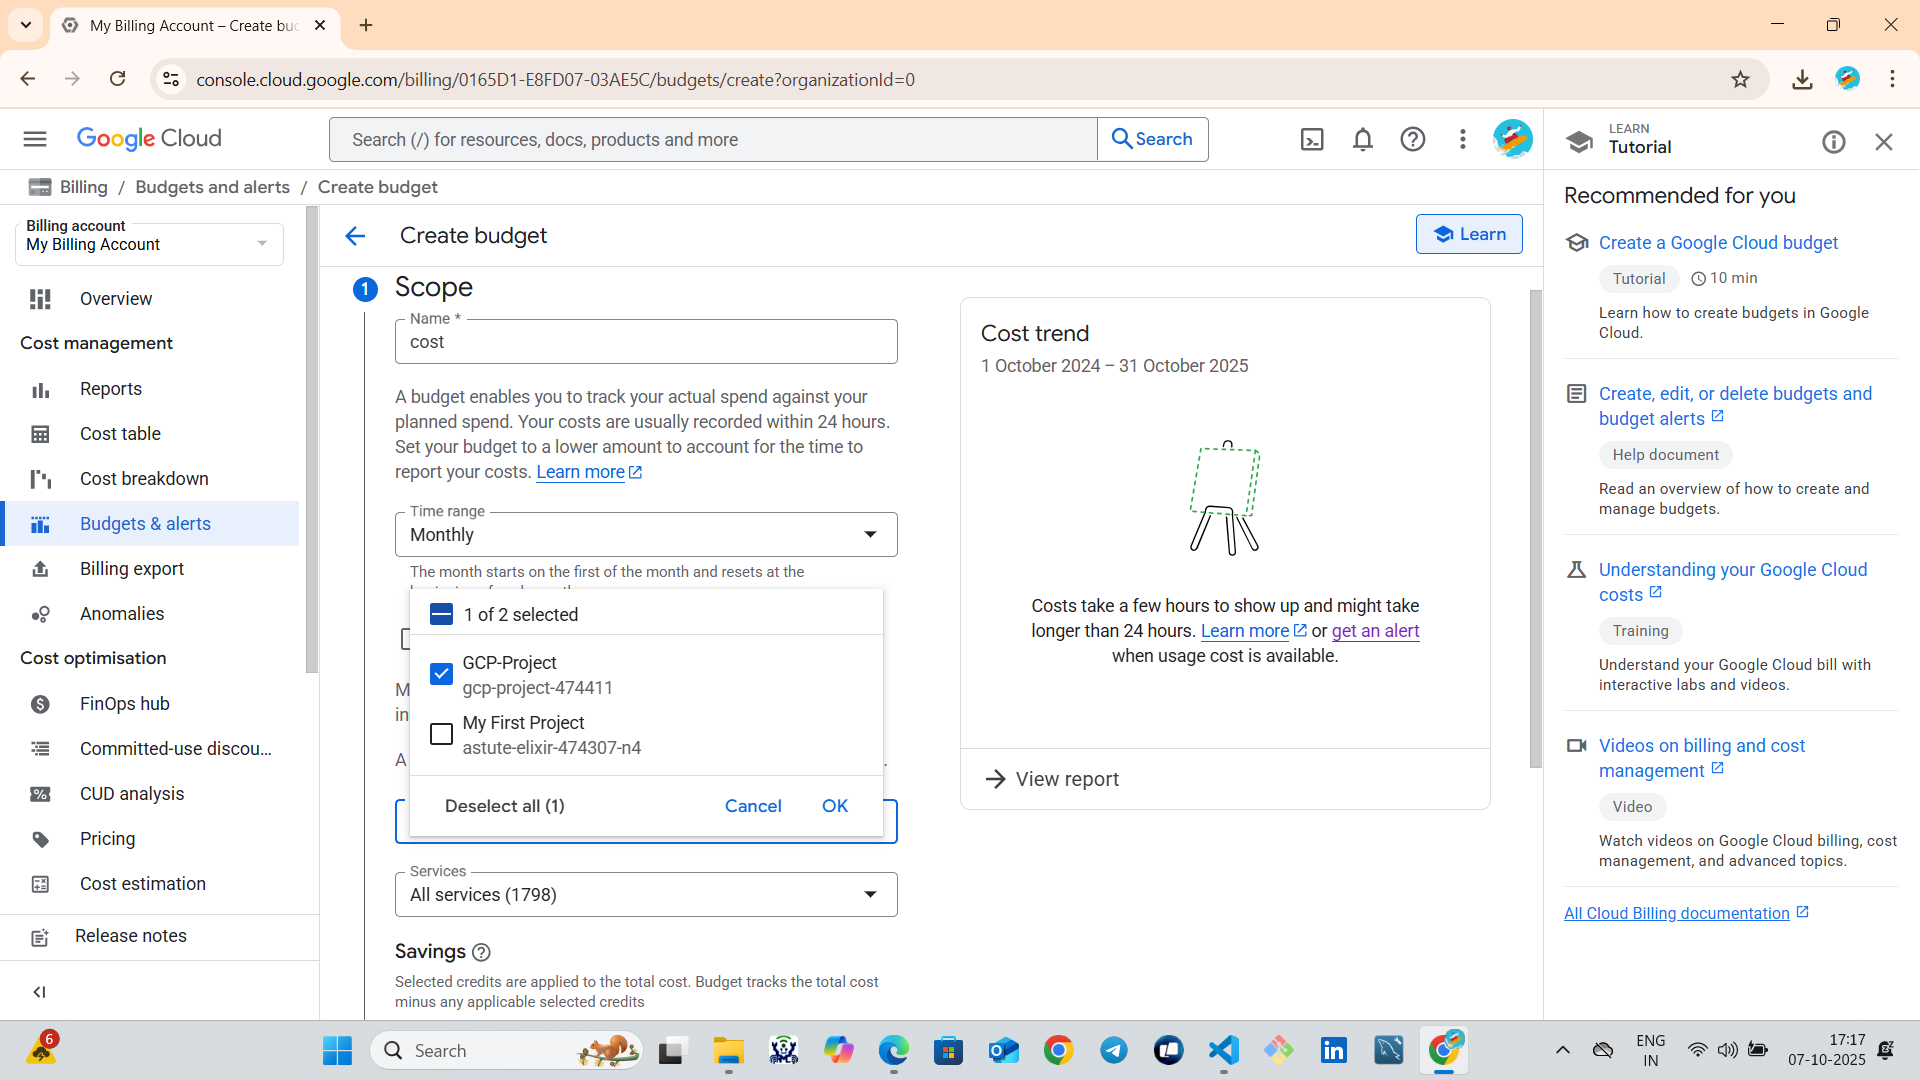 My Billing Account – Create bu
console.cloud.google.com/billing/0165D1-E8FD07-03AE5C/budgets/create?organizationId=0
Google Cloud
Search (/) for resources, docs, products and more
Search
LEARN
Tutorial
Billing / Budgets and alerts / Create budget
Billing account
My Billing Account
Overview
Cost management
Reports
Cost table
Cost breakdown
Budgets & alerts
Billing export
Anomalies
Cost optimisation
FinOps hub
Committed-use discou...
CUD analysis
Pricing
Cost estimation
Release notes
Create budget
Learn
1 Scope
Name *
cost
A budget enables you to track your actual spend against your
planned spend. Your costs are usually recorded within 24 hours.
Set your budget to a lower amount to account for the time to
report your costs. Learn more
Time range
Monthly
The month starts on the first of the month and resets at the
1 of 2 selected
GCP-Project
gcp-project-474411
My First Project
astute-elixir-474307-n4
M
in
A
Deselect all (1)
Cancel
OK
Services
All services (1798)
Savings
Selected credits are applied to the total cost. Budget tracks the total cost
minus any applicable selected credits
Cost trend
1 October 2024 – 31 October 2025
Costs take a few hours to show up and might take
longer than 24 hours. Learn more or get an alert
when usage cost is available.
View report
Recommended for you
Create a Google Cloud budget
Tutorial
10 min
Learn how to create budgets in Google
Cloud.
Create, edit, or delete budgets and
budget alerts
Help document
Read an overview of how to create and
manage budgets.
Understanding your Google Cloud
costs
Training
Understand your Google Cloud bill with
interactive labs and videos.
Videos on billing and cost
management
Video
Watch videos on Google Cloud billing, cost
management, and advanced topics.
All Cloud Billing documentation
6
Search
ENG
IN
17:17
07-10-2025